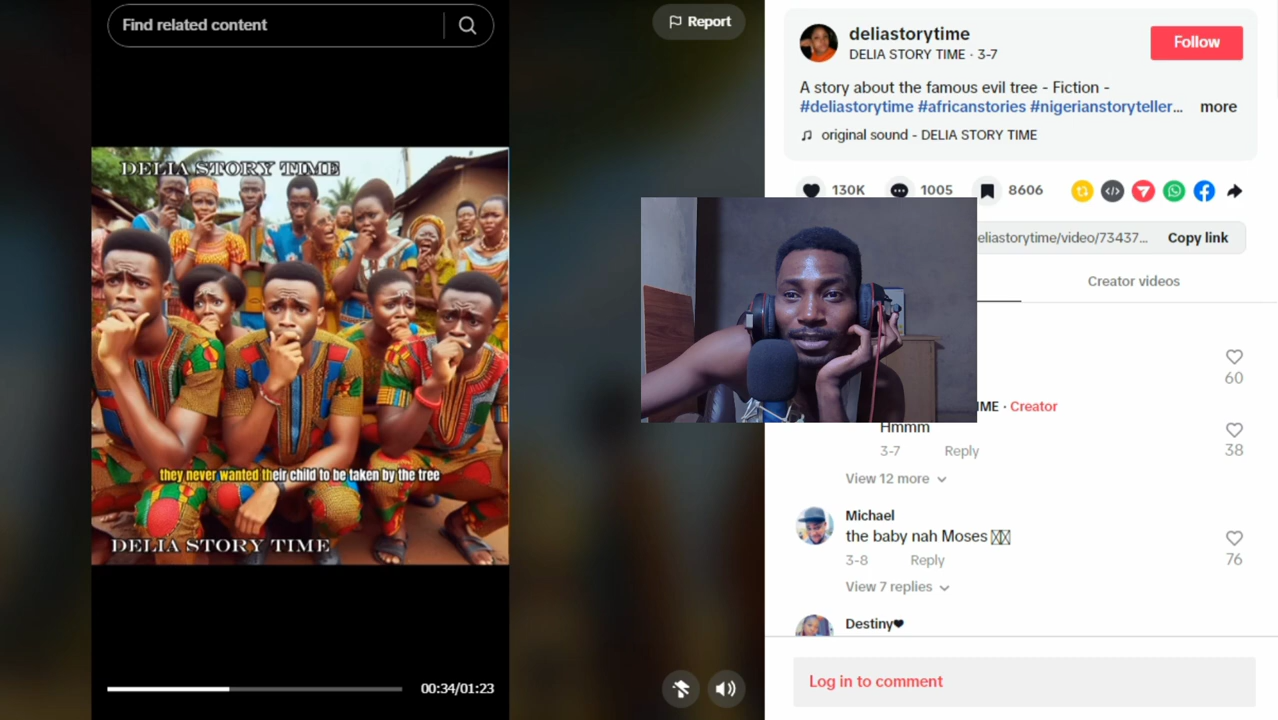 Find related content
Report
DELIA STORY TIME
they never wanted their child to be taken by the tree
DELIA STORY TIME
00:34/01:23
deliastorytime
DELIA STORY TIME · 3-7
Follow
A story about the famous evil tree - Fiction -
#deliastorytime #africanstories #nigerianstoryteller... more
original sound - DELIA STORY TIME
130K
1005
8606
eliastorytime/video/73437...
Copy link
Creator videos
60
IME · Creator
Hmmm
3-7 Reply
38
View 12 more
Michael
the baby nah Moses
3-8 Reply
76
View 7 replies
Destiny❤
Log in to comment